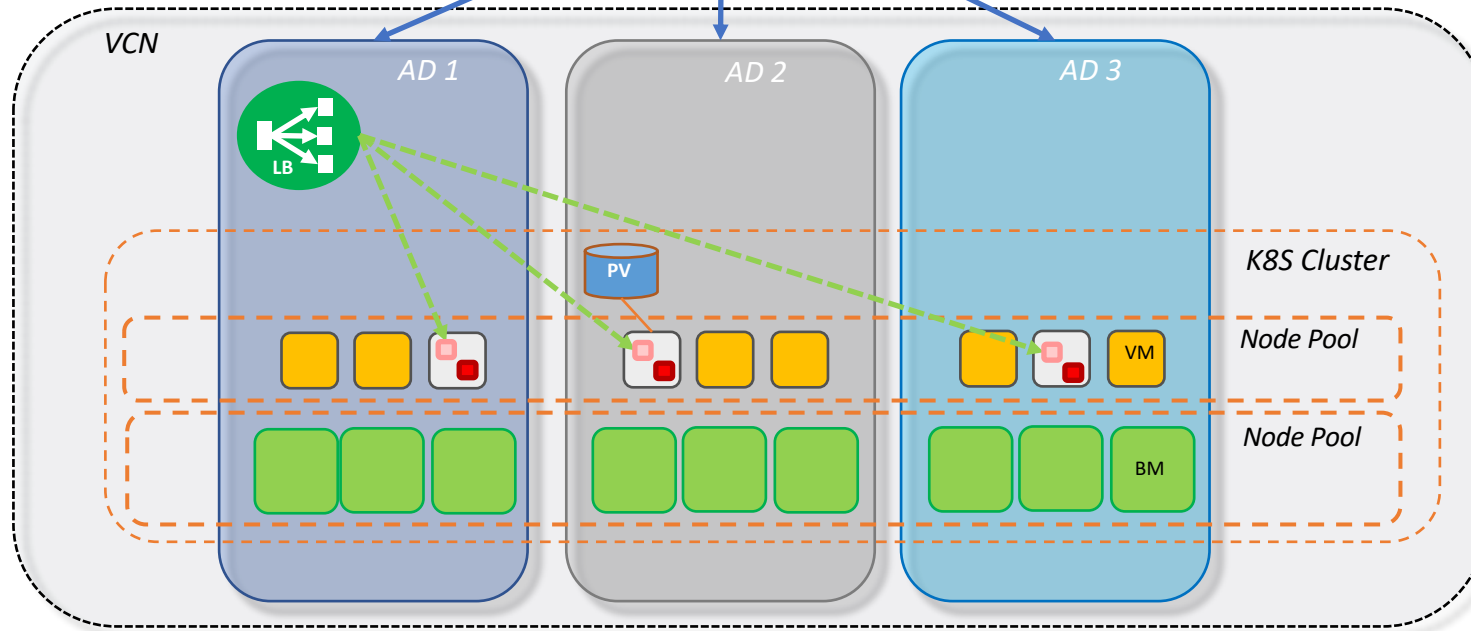 VCN
AD 1
AD 2
AD 3
LB
K8S Cluster
PV
Node Pool
VM
Node Pool
BM